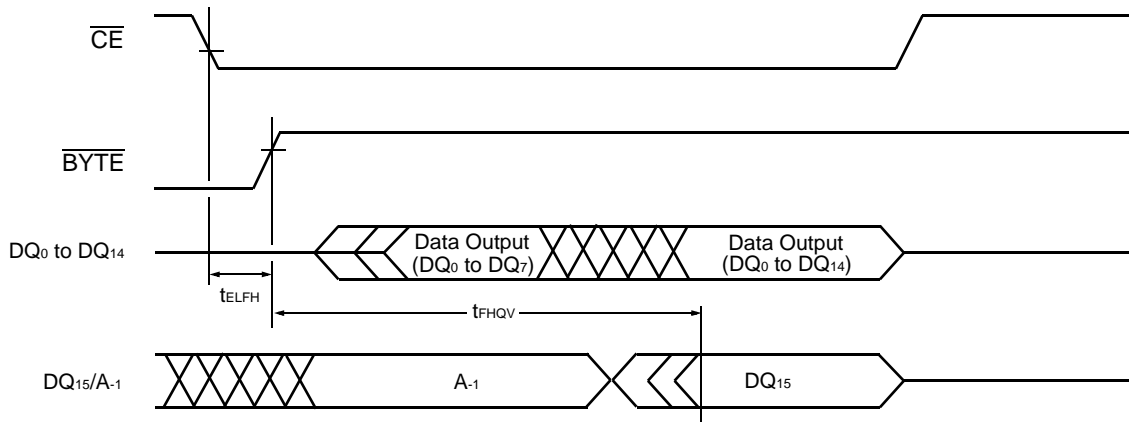 CE
BYTE
DQ0 to DQ14
Data Output
(DQ0 to DQ7)
Data Output
(DQ0 to DQ14)
tELFH
tFHQV
DQ15/A-1
A-1
DQ15